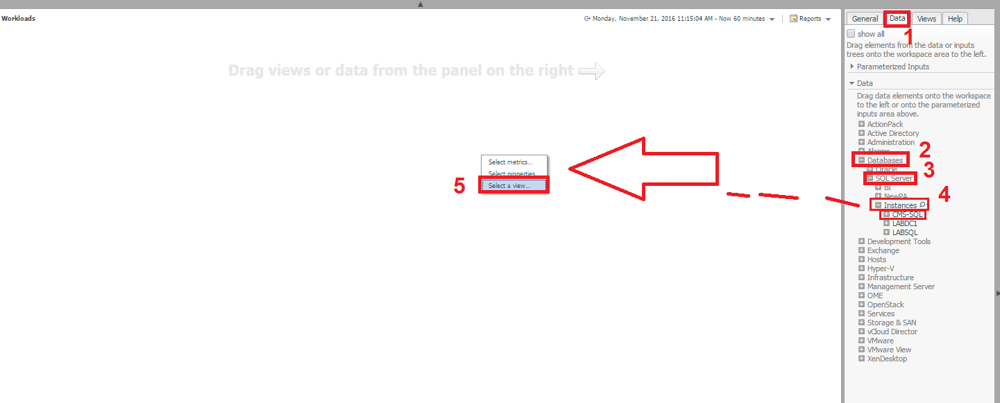 Workloads
Monday, November 21, 2016 11:15:04 AM - Now 60 minutes
Reports
Drag views or data from the panel on the right
Select metrics...
Select properties
Select a view...
5
General Data Views Help
1
show all
Drag elements from the data or inputs
trees onto the workspace area to the left.
Parameterized Inputs
Data
Drag data elements onto the workspace
to the left or onto the parameterized
inputs area above.
ActionPack
Active Directory
Administration
Alarms
2
Databases
Oracle
3
SQL Server
BI
NewPA
4
Instances
CMS-SQL
LABDC1
LABSQL
Development Tools
Exchange
Hosts
Hyper-V
Infrastructure
Management Server
OME
OpenStack
Services
Storage & SAN
vCloud Director
VMware
VMware View
XenDesktop